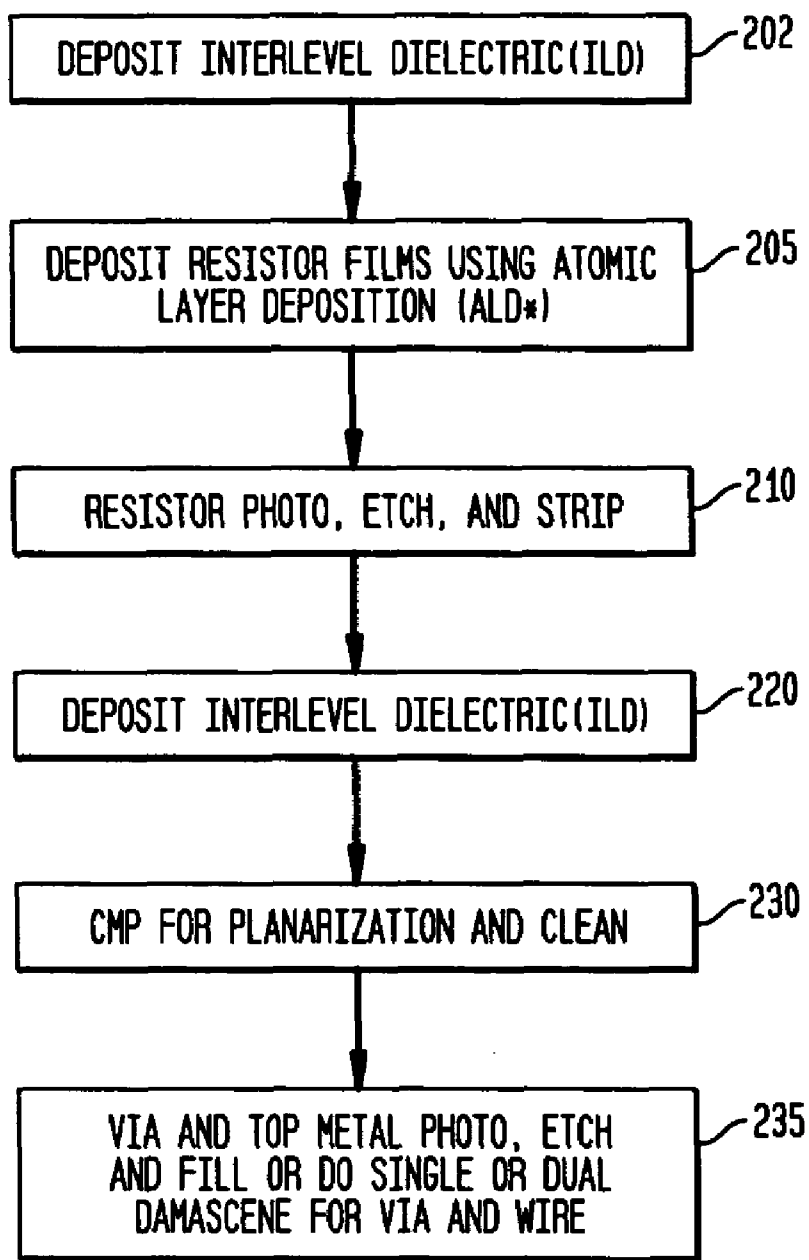 DEPOSIT INTERLEVEL DIELECTRIC(ILD)
202
DEPOSIT RESISTOR FILMS USING ATOMIC
LAYER DEPOSITION (ALD*)
205
RESISTOR PHOTO, ETCH, AND STRIP
210
DEPOSIT INTERLEVEL DIELECTRIC(ILD)
220
CMP FOR PLANARIZATION AND CLEAN
230
VIA AND TOP METAL PHOTO, ETCH
AND FILL OR DO SINGLE OR DUAL
DAMASCENE FOR VIA AND WIRE
235